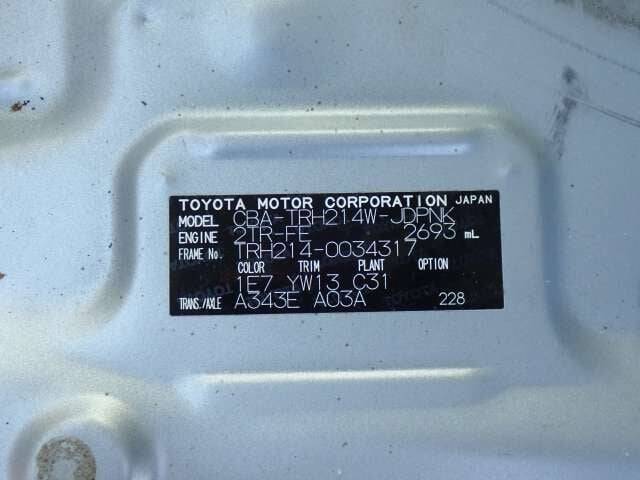 TOYOTA MOTOR CORPORATION JAPAN
MODEL CBA-TRH214W-JDPNK
ENGINE 2TR-FE 2693 mL
FRAME No. TRH214-0034317
COLOR TRIM PLANT OPTION
1E7 YW13 C31
TRANS./AXLE A343E A03A 228